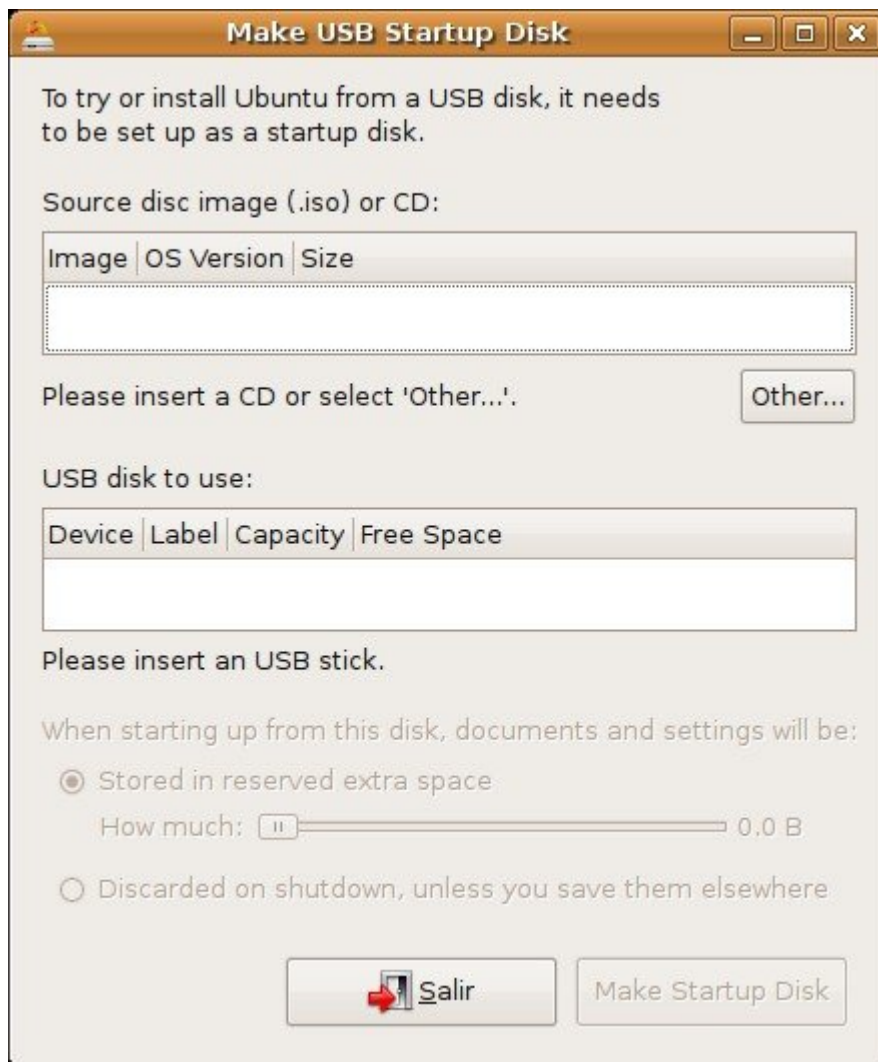 Make USB Startup Disk
To try or install Ubuntu from a USB disk, it needs
to be set up as a startup disk.
Source disc image (.iso) or CD:
Image OS Version Size
Please insert a CD or select 'Other...'. Other...
USB disk to use:
Device Label Capacity Free Space
Please insert an USB stick.
When starting up from this disk, documents and settings will be:
Stored in reserved extra space
How much: 0.0 B
Discarded on shutdown, unless you save them elsewhere
Salir Make Startup Disk